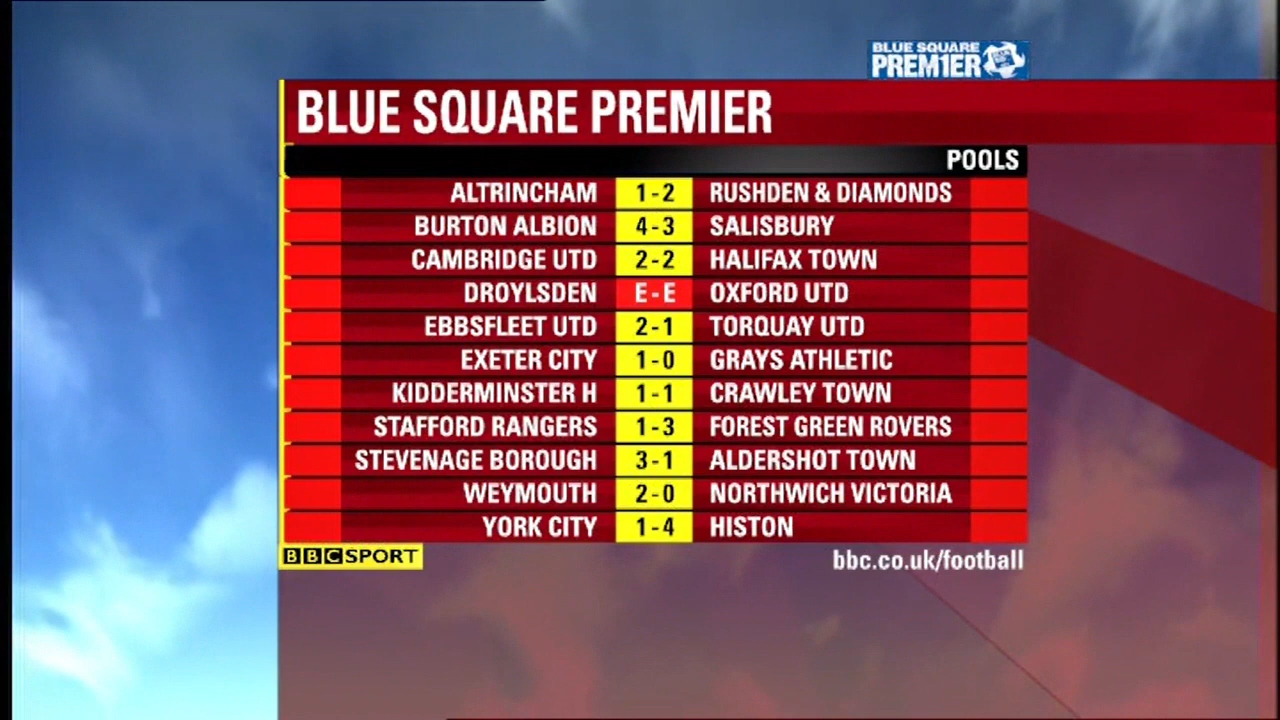 BLUE SQUARE
PREM1ER
BLUE SQUARE PREMIER
POOLS
ALTRINCHAM 1-2 RUSHDEN & DIAMONDS
BURTON ALBION 4-3 SALISBURY
CAMBRIDGE UTD 2-2 HALIFAX TOWN
DROYLSDEN E-E OXFORD UTD
EBBSFLEET UTD 2-1 TORQUAY UTD
EXETER CITY 1-0 GRAYS ATHLETIC
KIDDERMINSTER H 1-1 CRAWLEY TOWN
STAFFORD RANGERS 1-3 FOREST GREEN ROVERS
STEVENAGE BOROUGH 3-1 ALDERSHOT TOWN
WEYMOUTH 2-0 NORTHWICH VICTORIA
YORK CITY 1-4 HISTON
BBC SPORT bbc.co.uk/football